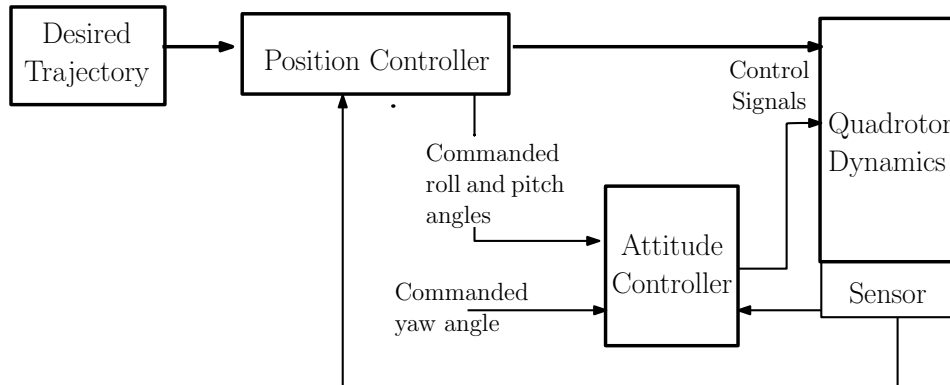 Desired
Trajectory
Position Controller
Control
Signals
Quadrotor
Dynamics
Commanded
roll and pitch
angles
Attitude
Controller
Commanded
yaw angle
Sensor